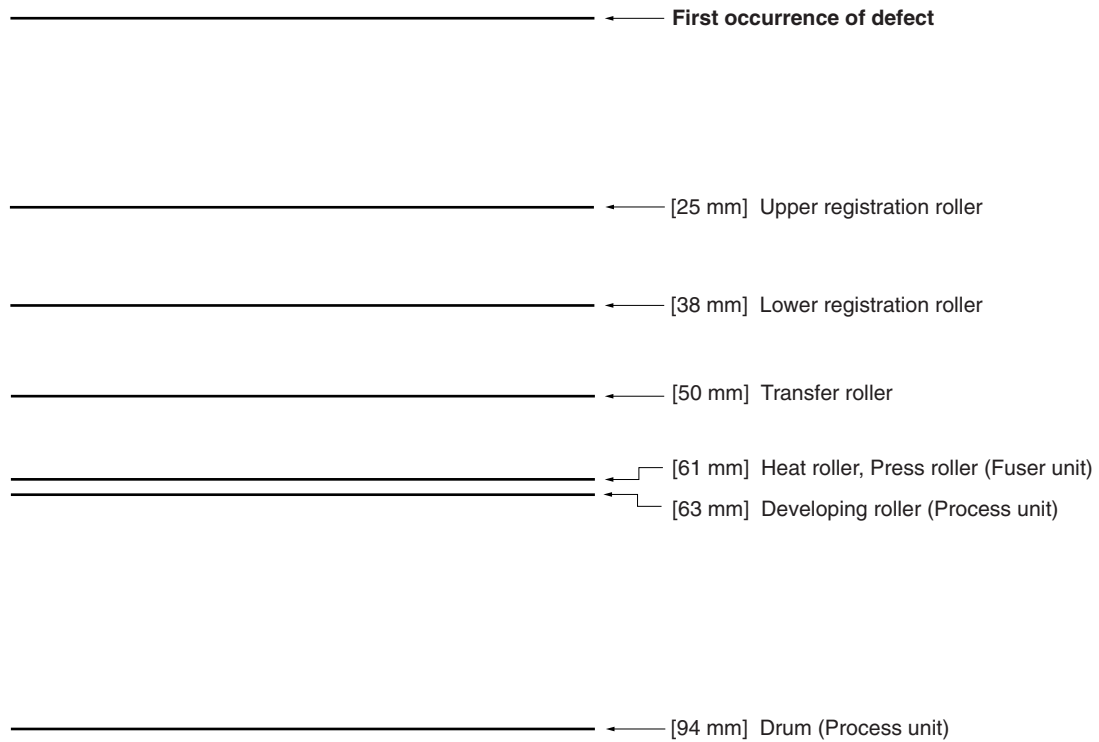 First occurrence of defect
[25 mm] Upper registration roller
[38 mm] Lower registration roller
[50 mm] Transfer roller
[61 mm] Heat roller, Press roller (Fuser unit)
[63 mm] Developing roller (Process unit)
[94 mm] Drum (Process unit)